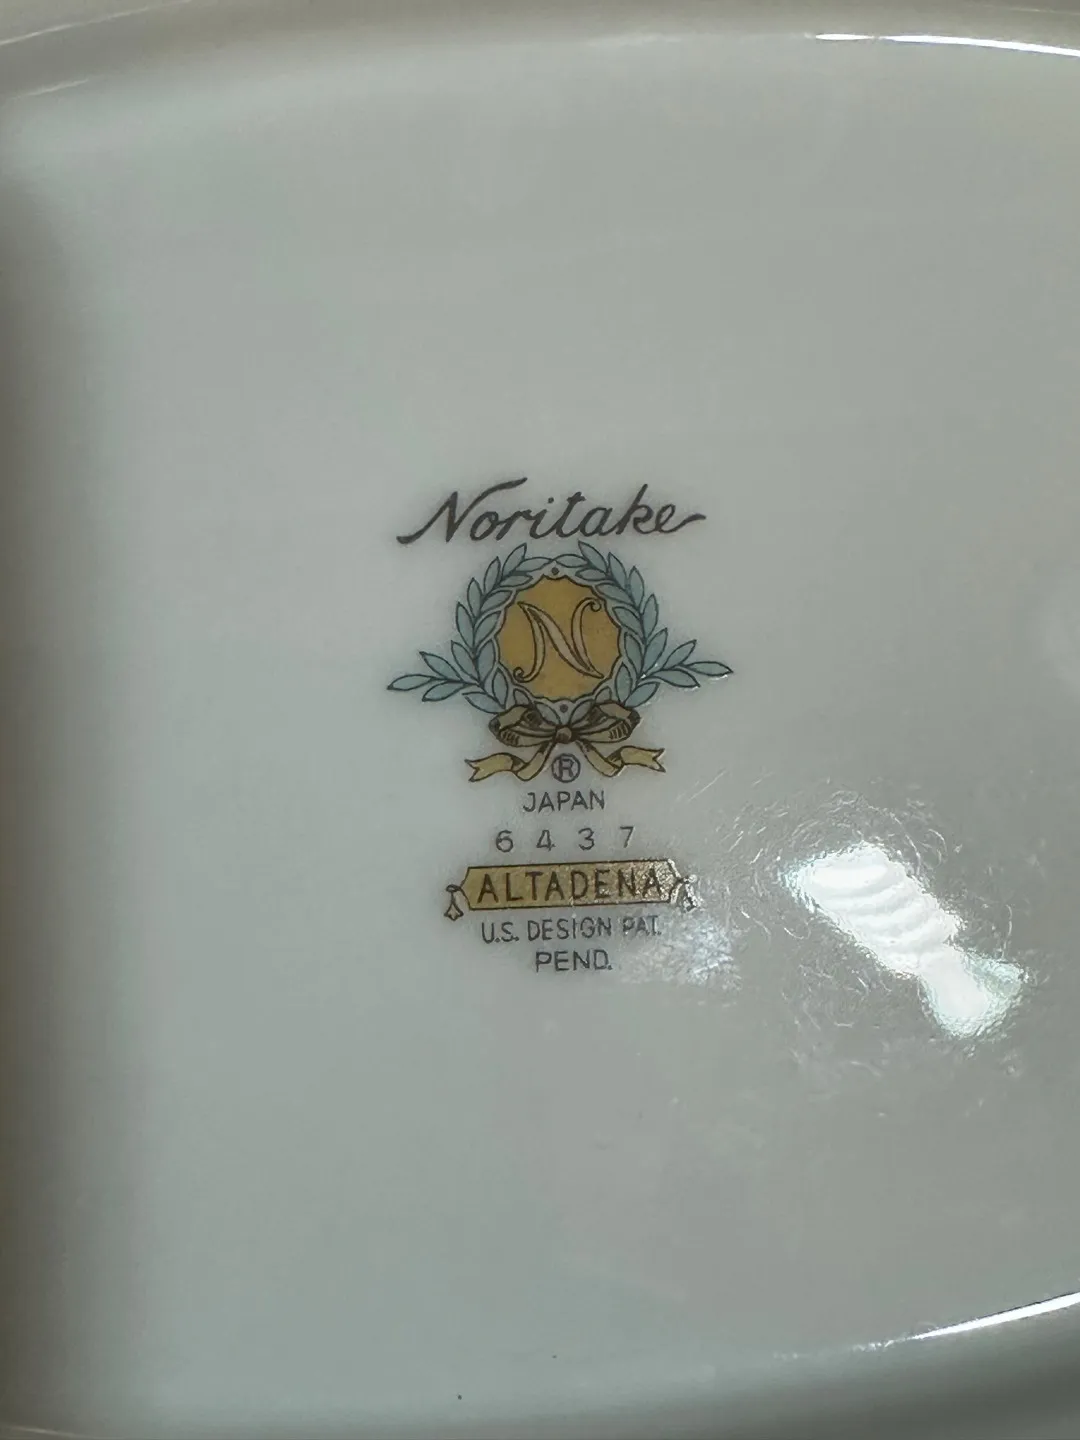 Noritake
N
®
JAPAN
6437
ALTADENA
U.S. DESIGN PAT.
PEND.